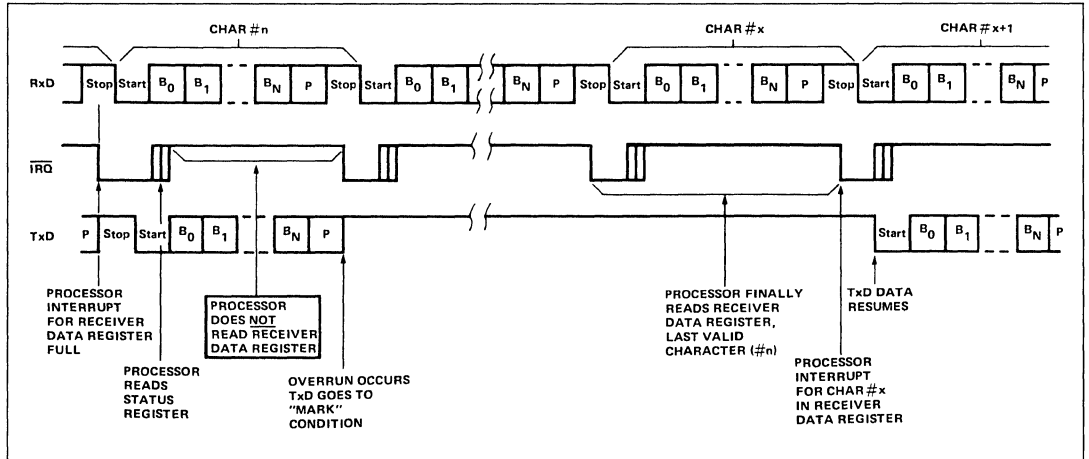 CHAR #n CHAR #x CHAR #x+1
RxD Stop Start B0 B1 BN P Stop Start B0 B1 BN P Stop Start B0 B1 BN P Stop Start B0 B1 BN P
IRQ
TxD P Stop Start B0 B1 BN P Start B0 B1 BN P
PROCESSOR
INTERRUPT
FOR RECEIVER
DATA REGISTER
FULL
PROCESSOR
READS
STATUS
REGISTER
PROCESSOR
DOES NOT
READ RECEIVER
DATA REGISTER
OVERRUN OCCURS
TxD GOES TO
"MARK"
CONDITION
PROCESSOR FINALLY
READS RECEIVER
DATA REGISTER,
LAST VALID
CHARACTER (#n)
PROCESSOR
INTERRUPT
FOR CHAR #x
IN RECEIVER
DATA REGISTER
TxD DATA
RESUMES